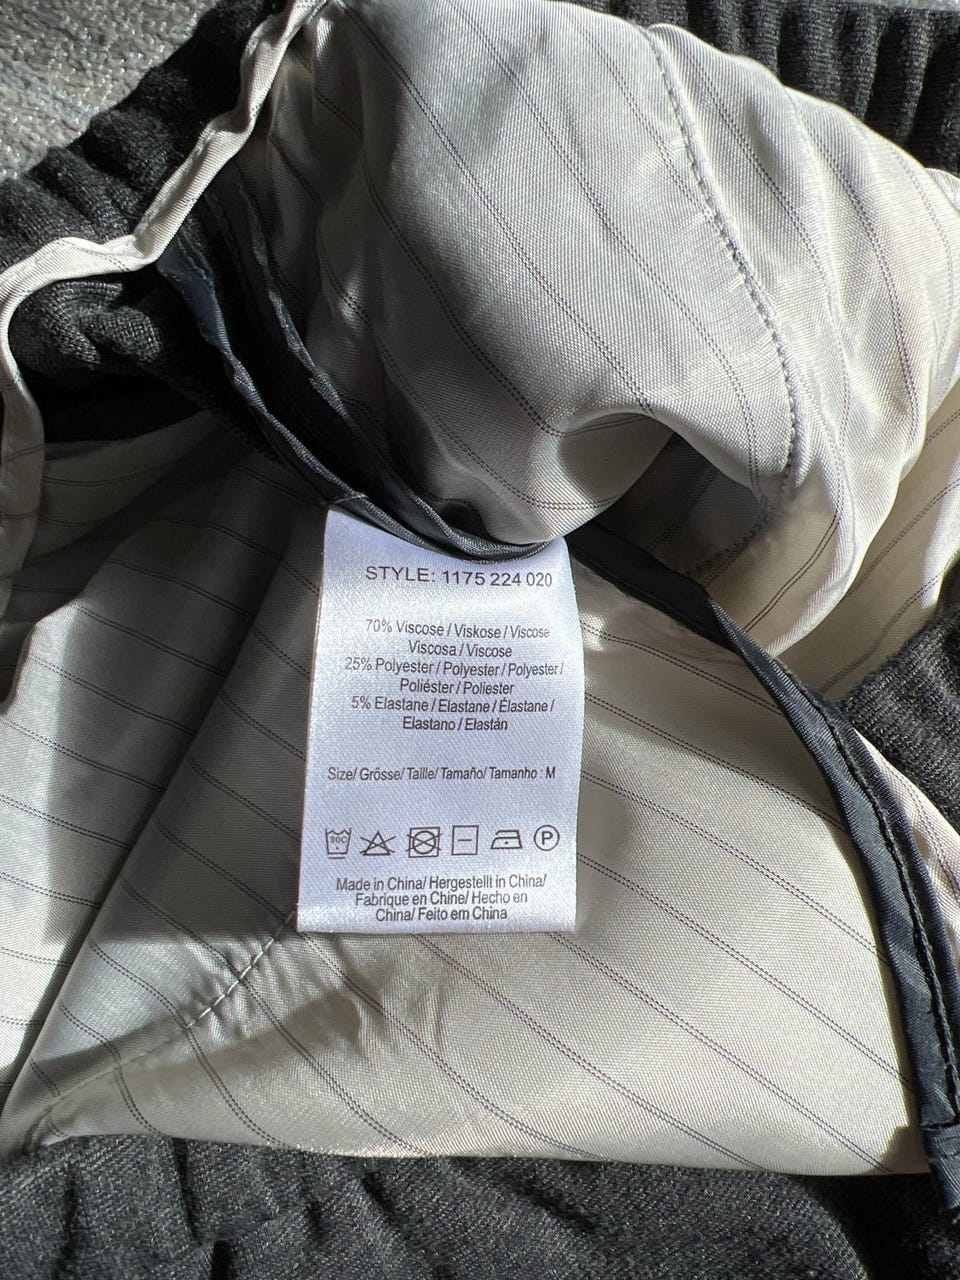 STYLE: 1175 224 020
70% Viscose / Viskose / Viscose
Viscosa / Viscose
25% Polyester / Polyester / Polyester /
Poliéster / Poliester
5% Elastane / Elastane / Élastane /
Elastano / Elastán
Size/ Grösse/ Taille/ Tamaño/ Tamanho : M
30C
P
Made in China/ Hergestellt in China/
Fabrique en Chine/ Hecho en
China/ Feito em China